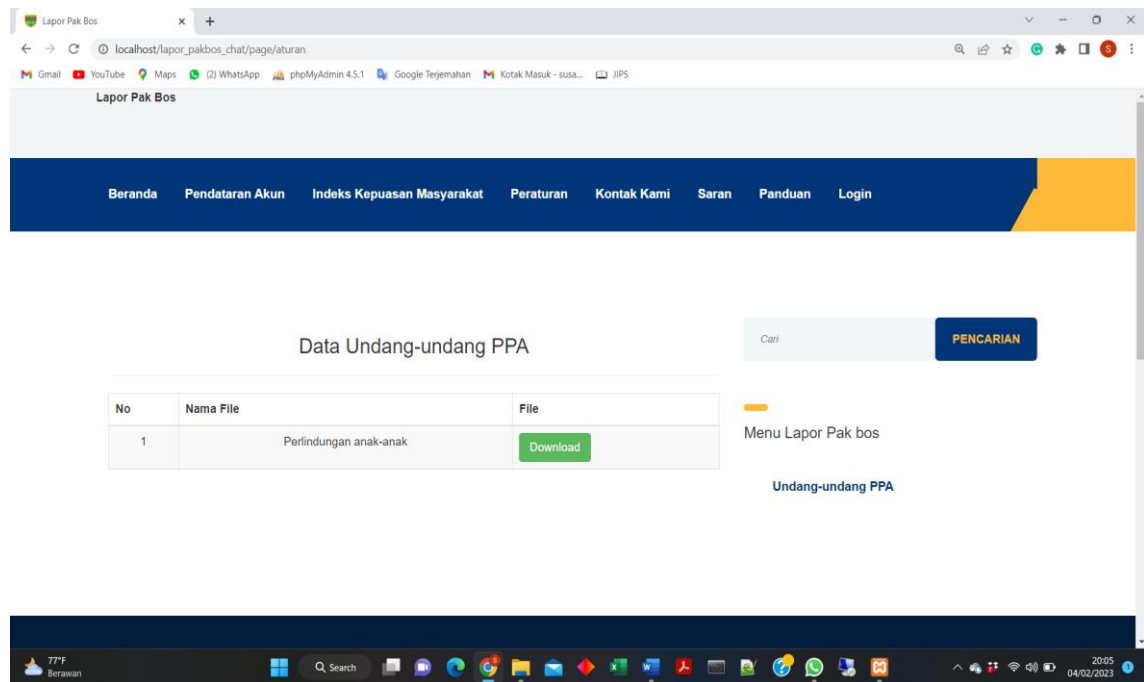 Lapor Pak Bos
localhost/lapor_pakbos_chat/page/aturan
Gmail YouTube Maps (2) WhatsApp phpMyAdmin 4.5.1 Google Terjemahan Kotak Masuk - susa... JIPS
Lapor Pak Bos
Beranda Pendataran Akun Indeks Kepuasan Masyarakat Peraturan Kontak Kami Saran Panduan Login
Data Undang-undang PPA
Cari PENCARIAN
No Nama File File
1 Perlindungan anak-anak Download
Menu Lapor Pak bos
Undang-undang PPA
77°F
Berawan
Search
20:05
04/02/2023